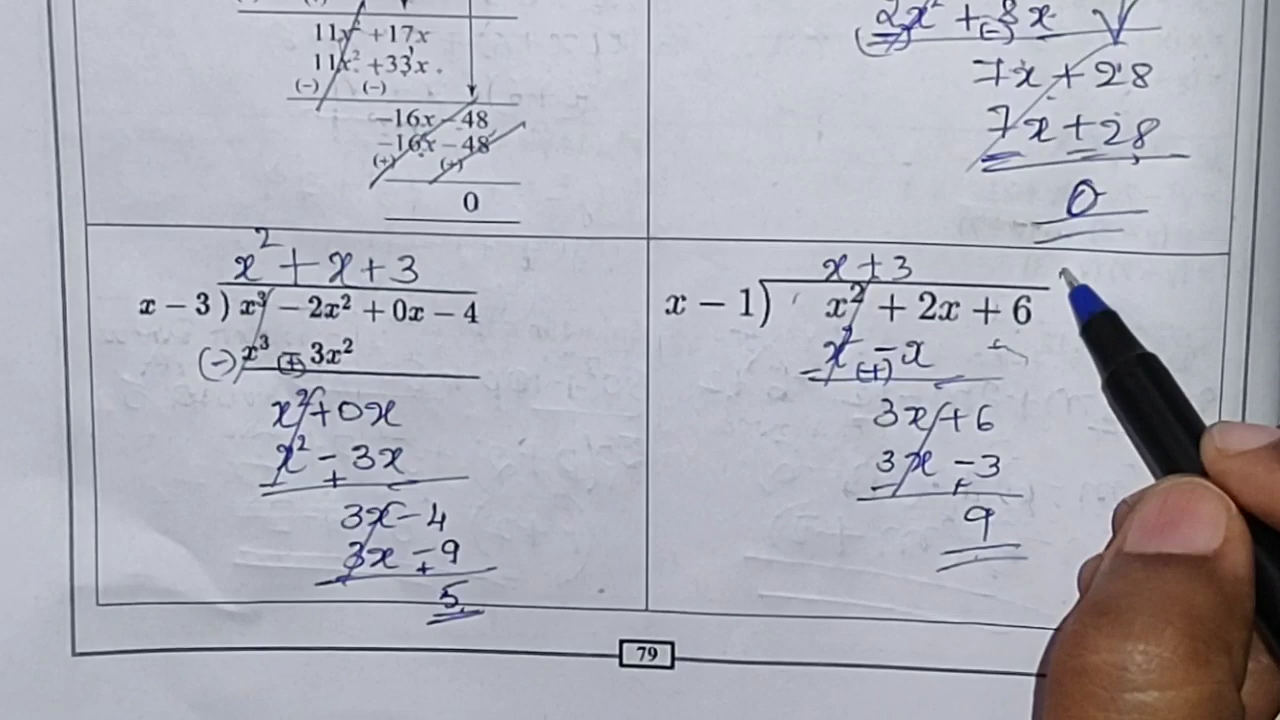 11x² + 17x
11x² + 33x
(−) (−)
−16x − 48
−16x − 48
(+) (+)
0
2x² + 8x
(−) (−)
7x + 28
7x + 28
0
x² + x + 3
x − 3 ) x³ − 2x² + 0x − 4
(−) x³ (+) 3x²
x² + 0x
x² − 3x
+
3x − 4
3x − 9
+
5
x + 3
x − 1 ) x² + 2x + 6
x² − x
− (+)
3x + 6
3x − 3
− +
9
79